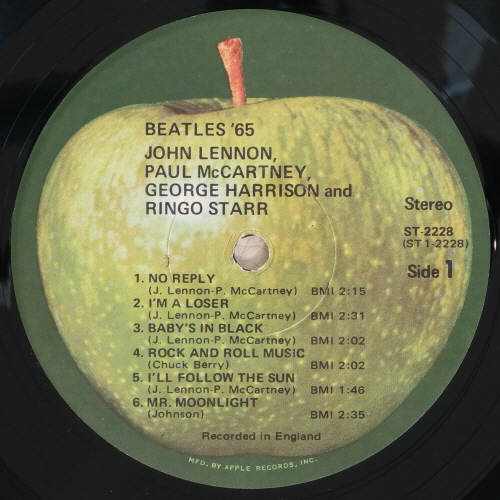 BEATLES '65
JOHN LENNON,
PAUL McCARTNEY,
GEORGE HARRISON and
RINGO STARR
Stereo
ST-2228
(ST 1-2228)
Side 1
1. NO REPLY
(J. Lennon-P. McCartney) BMI 2:15
2. I'M A LOSER
(J. Lennon-P. McCartney) BMI 2:31
3. BABY'S IN BLACK
(J. Lennon-P. McCartney) BMI 2:02
4. ROCK AND ROLL MUSIC
(Chuck Berry) BMI 2:02
5. I'LL FOLLOW THE SUN
(J. Lennon-P. McCartney) BMI 1:46
6. MR. MOONLIGHT
(Johnson) BMI 2:35
Recorded in England
MFD. BY APPLE RECORDS, INC.